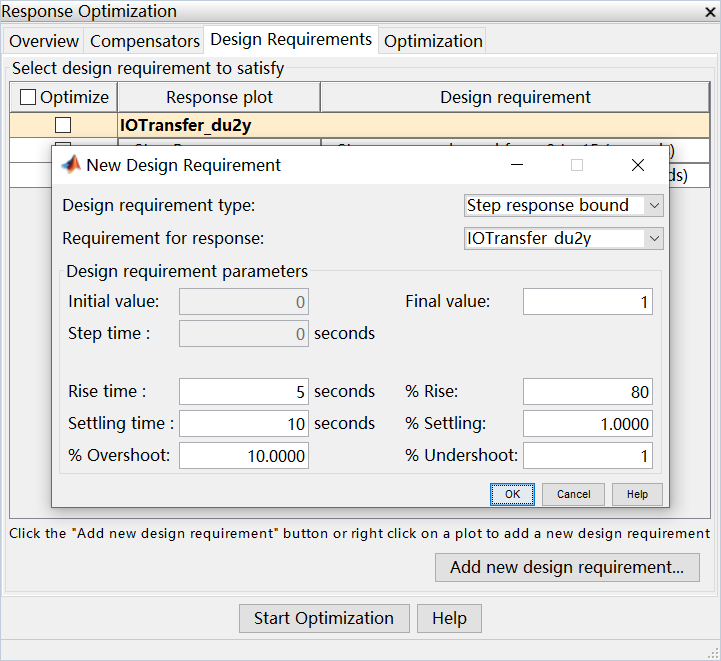 Response Optimization
Overview Compensators Design Requirements Optimization
Select design requirement to satisfy
Optimize Response plot Design requirement
IOTransfer_du2y
New Design Requirement
Design requirement type: Step response bound
Requirement for response: IOTransfer_du2y
Design requirement parameters
Initial value: 0 Final value: 1
Step time : 0 seconds
Rise time : 5 seconds % Rise: 80
Settling time : 10 seconds % Settling: 1.0000
% Overshoot: 10.0000 % Undershoot: 1
OK Cancel Help
Click the "Add new design requirement" button or right click on a plot to add a new design requirement
Add new design requirement...
Start Optimization Help